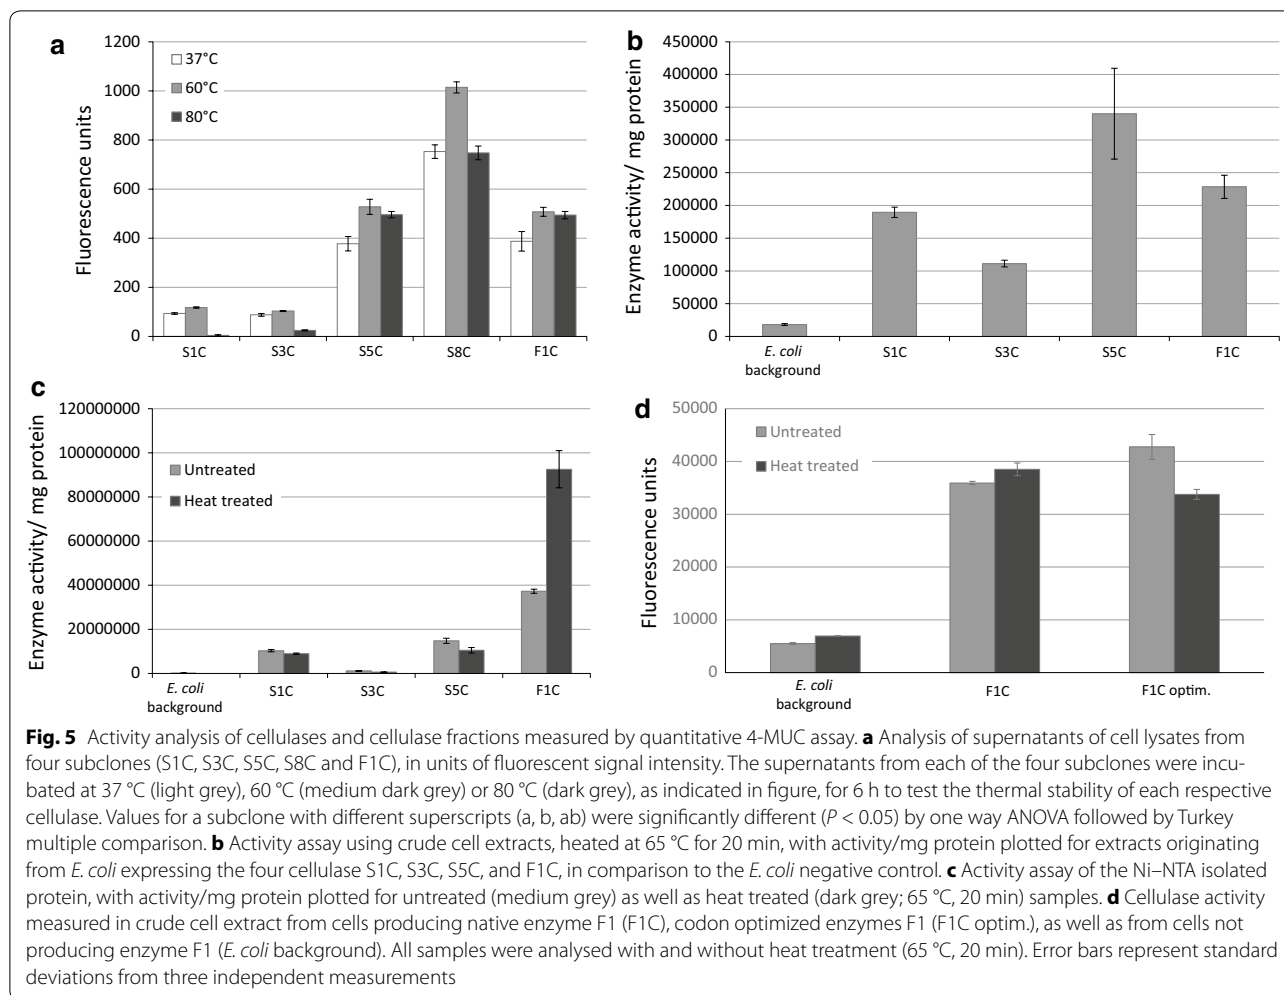 a
1200
1000
800
600
400
200
0
Fluorescence units
37°C
60°C
80°C
S1C S3C S5C S8C F1C
b
450000
400000
350000
300000
250000
200000
150000
100000
50000
0
Enzyme activity/ mg protein
E. coli
background
S1C S3C S5C F1C
c
120000000
100000000
80000000
60000000
40000000
20000000
0
Enzyme activity/ mg protein
Untreated
Heat treated
E. coli
background
S1C S3C S5C F1C
d
50000
40000
30000
20000
10000
0
Fluorescence units
Untreated
Heat treated
E. coli
background
F1C F1C optim.
Fig. 5 Activity analysis of cellulases and cellulase fractions measured by quantitative 4-MUC assay. a Analysis of supernatants of cell lysates from
four subclones (S1C, S3C, S5C, S8C and F1C), in units of fluorescent signal intensity. The supernatants from each of the four subclones were incu-
bated at 37 °C (light grey), 60 °C (medium dark grey) or 80 °C (dark grey), as indicated in figure, for 6 h to test the thermal stability of each respective
cellulase. Values for a subclone with different superscripts (a, b, ab) were significantly different (P < 0.05) by one way ANOVA followed by Turkey
multiple comparison. b Activity assay using crude cell extracts, heated at 65 °C for 20 min, with activity/mg protein plotted for extracts originating
from E. coli expressing the four cellulase S1C, S3C, S5C, and F1C, in comparison to the E. coli negative control. c Activity assay of the Ni–NTA isolated
protein, with activity/mg protein plotted for untreated (medium grey) as well as heat treated (dark grey; 65 °C, 20 min) samples. d Cellulase activity
measured in crude cell extract from cells producing native enzyme F1 (F1C), codon optimized enzymes F1 (F1C optim.), as well as from cells not
producing enzyme F1 (E. coli background). All samples were analysed with and without heat treatment (65 °C, 20 min). Error bars represent standard
deviations from three independent measurements